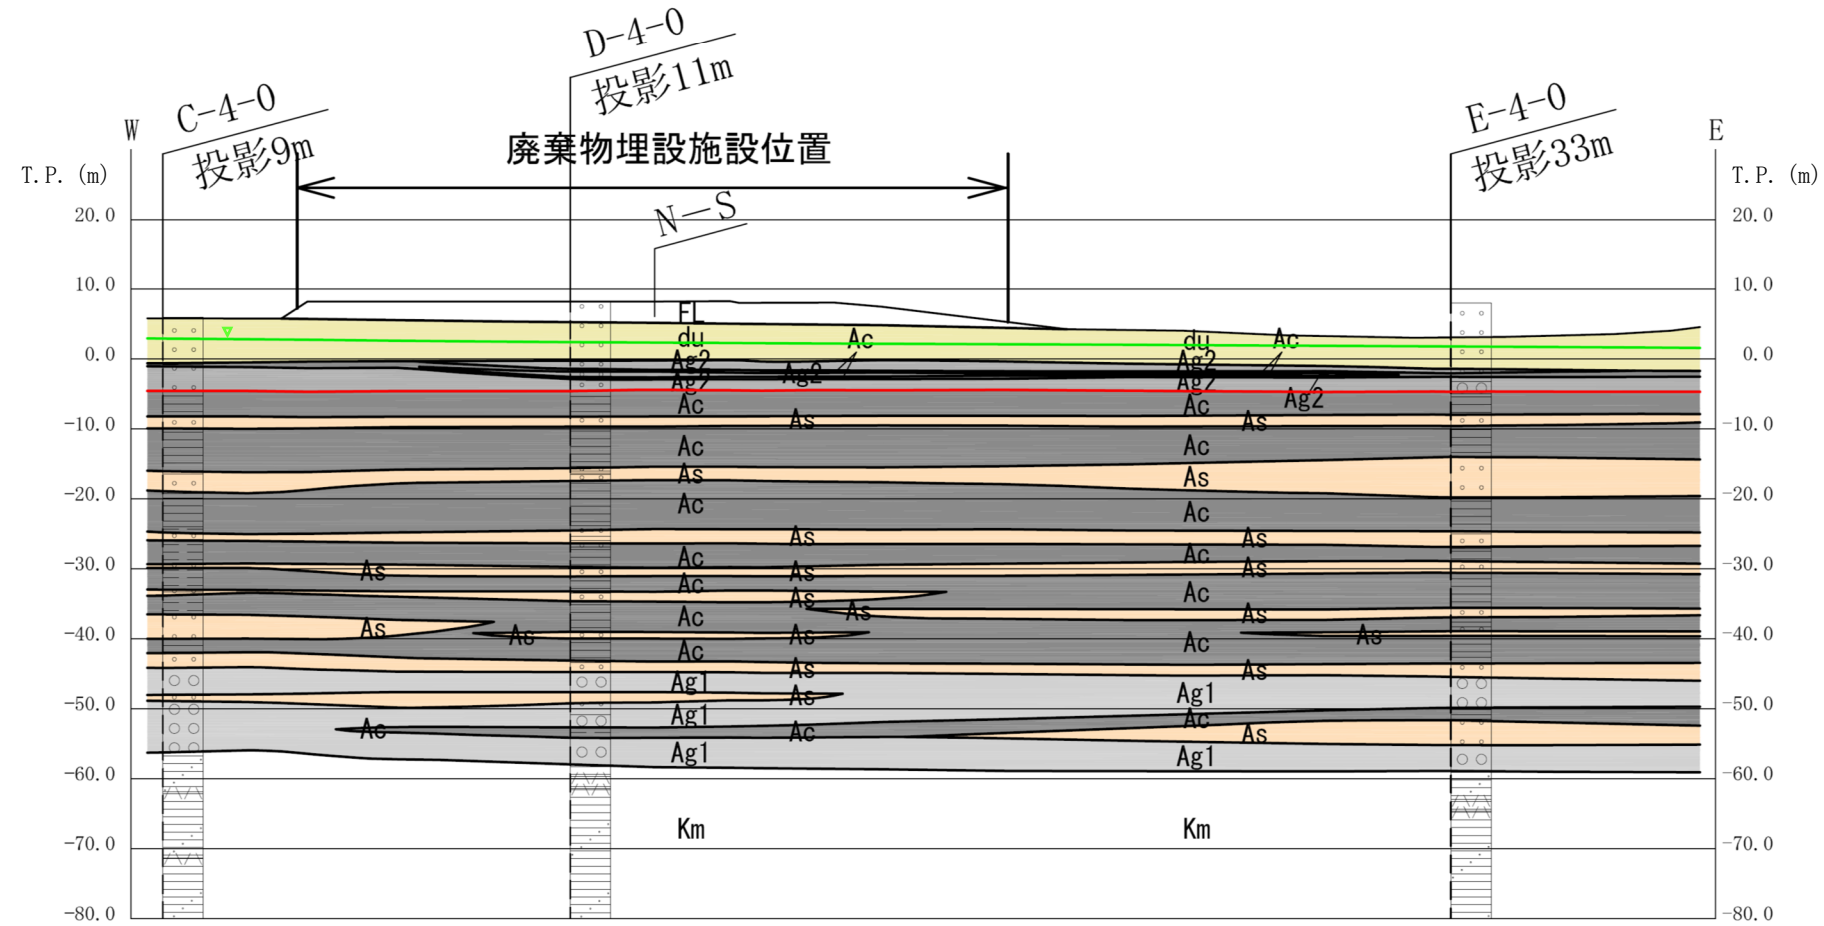 D-4-0
投影11m
C-4-0
投影9m
E-4-0
投影33m
W
E
廃棄物埋設施設位置
T.P. (m)
T.P. (m)
N－S
20.0
20.0
10.0
10.0
FL
du
Ac
du
Ac
0.0
Ag2
Ag2
0.0
Ag2
Ag2
Ag2
Ag2
Ac
Ac
-10.0
As
As
-10.0
Ac
Ac
As
As
-20.0
-20.0
Ac
Ac
As
As
Ac
Ac
-30.0
As
As
As
-30.0
Ac
Ac
As
As
Ac
As
As
-40.0
As
As
As
Ac
As
-40.0
Ac
As
As
Ag1
Ag1
-50.0
As
-50.0
Ag1
Ac
Ac
Ac
As
Ag1
Ag1
-60.0
-60.0
Km
Km
-70.0
-70.0
-80.0
-80.0